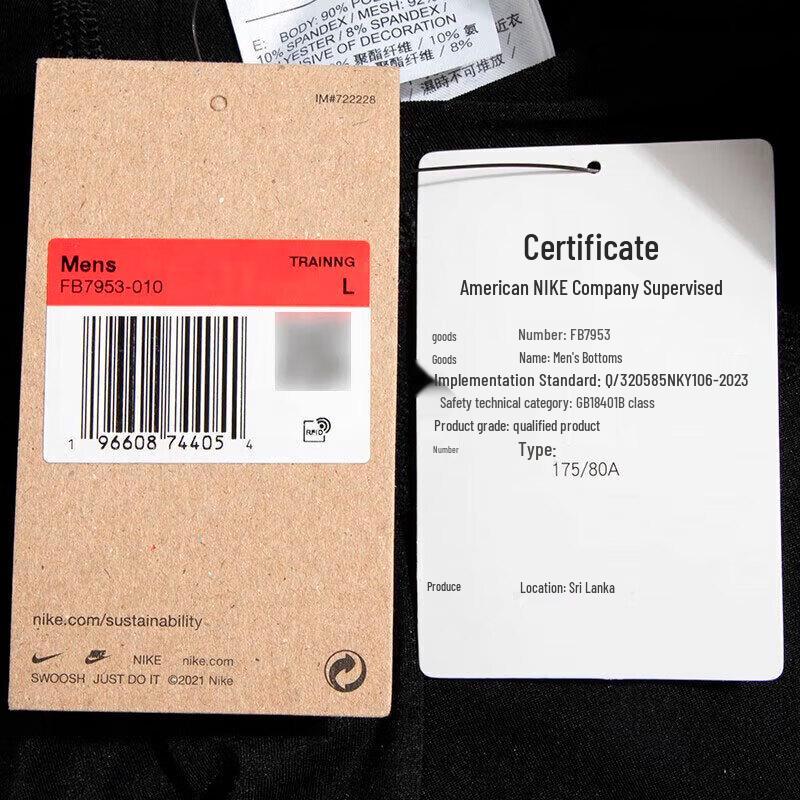 E: BODY: 90% PO
10% SPANDEX / MESH: 92%
YESTER / 8% SPANDEX /
USIVE OF DECORATION
聚酯纤维 / 10% 氨
聚酯纤维 / 8%
近衣
濕時不可堆放 /
IM#722228
Mens
TRAINNG
FB7953-010
L
RFID
1 96608 74405 4
nike.com/sustainability
NIKE nike.com
SWOOSH JUST DO IT ©2021 Nike
Certificate
American NIKE Company Supervised
goods Number: FB7953
Goods Name: Men's Bottoms
Implementation Standard: Q/320585NKY106-2023
Safety technical category: GB18401B class
Product grade: qualified product
Number Type:
175/80A
Produce Location: Sri Lanka